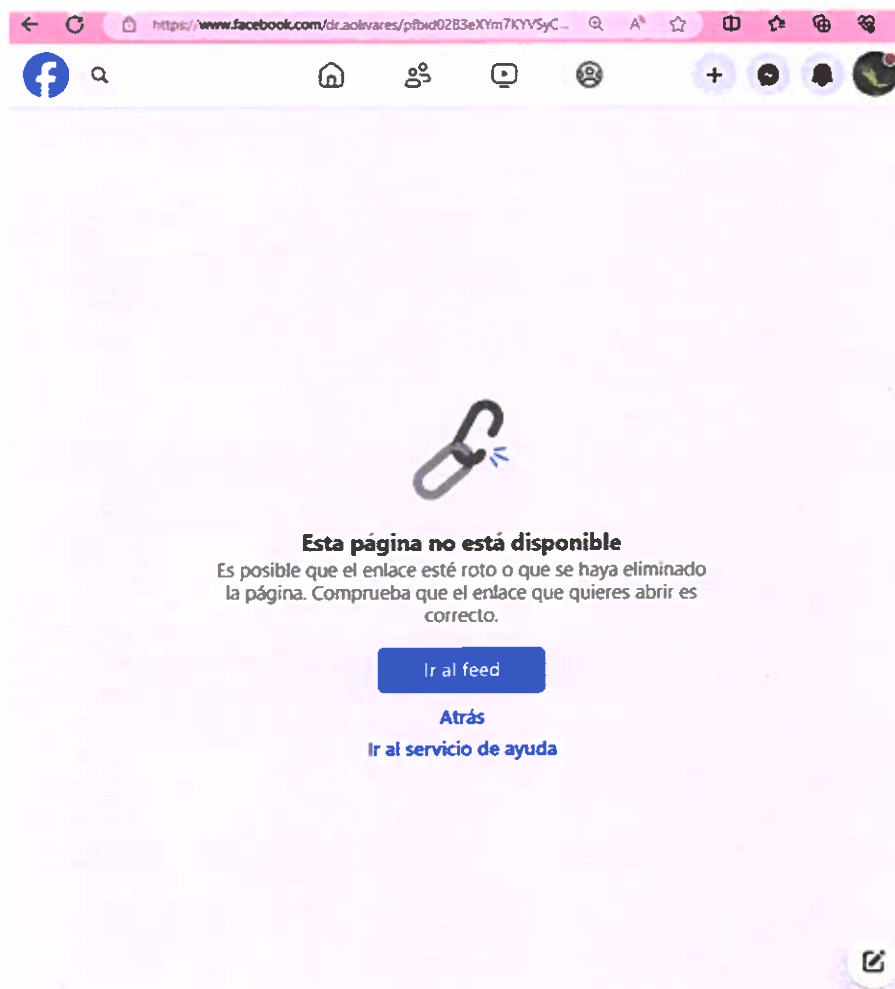 https://www.facebook.com/dr.aolivares/pfbid02B3eXYm7KYVSyC...
Esta página no está disponible
Es posible que el enlace esté roto o que se haya eliminado
la página. Comprueba que el enlace que quieres abrir es
correcto.
Ir al feed
Atrás
Ir al servicio de ayuda